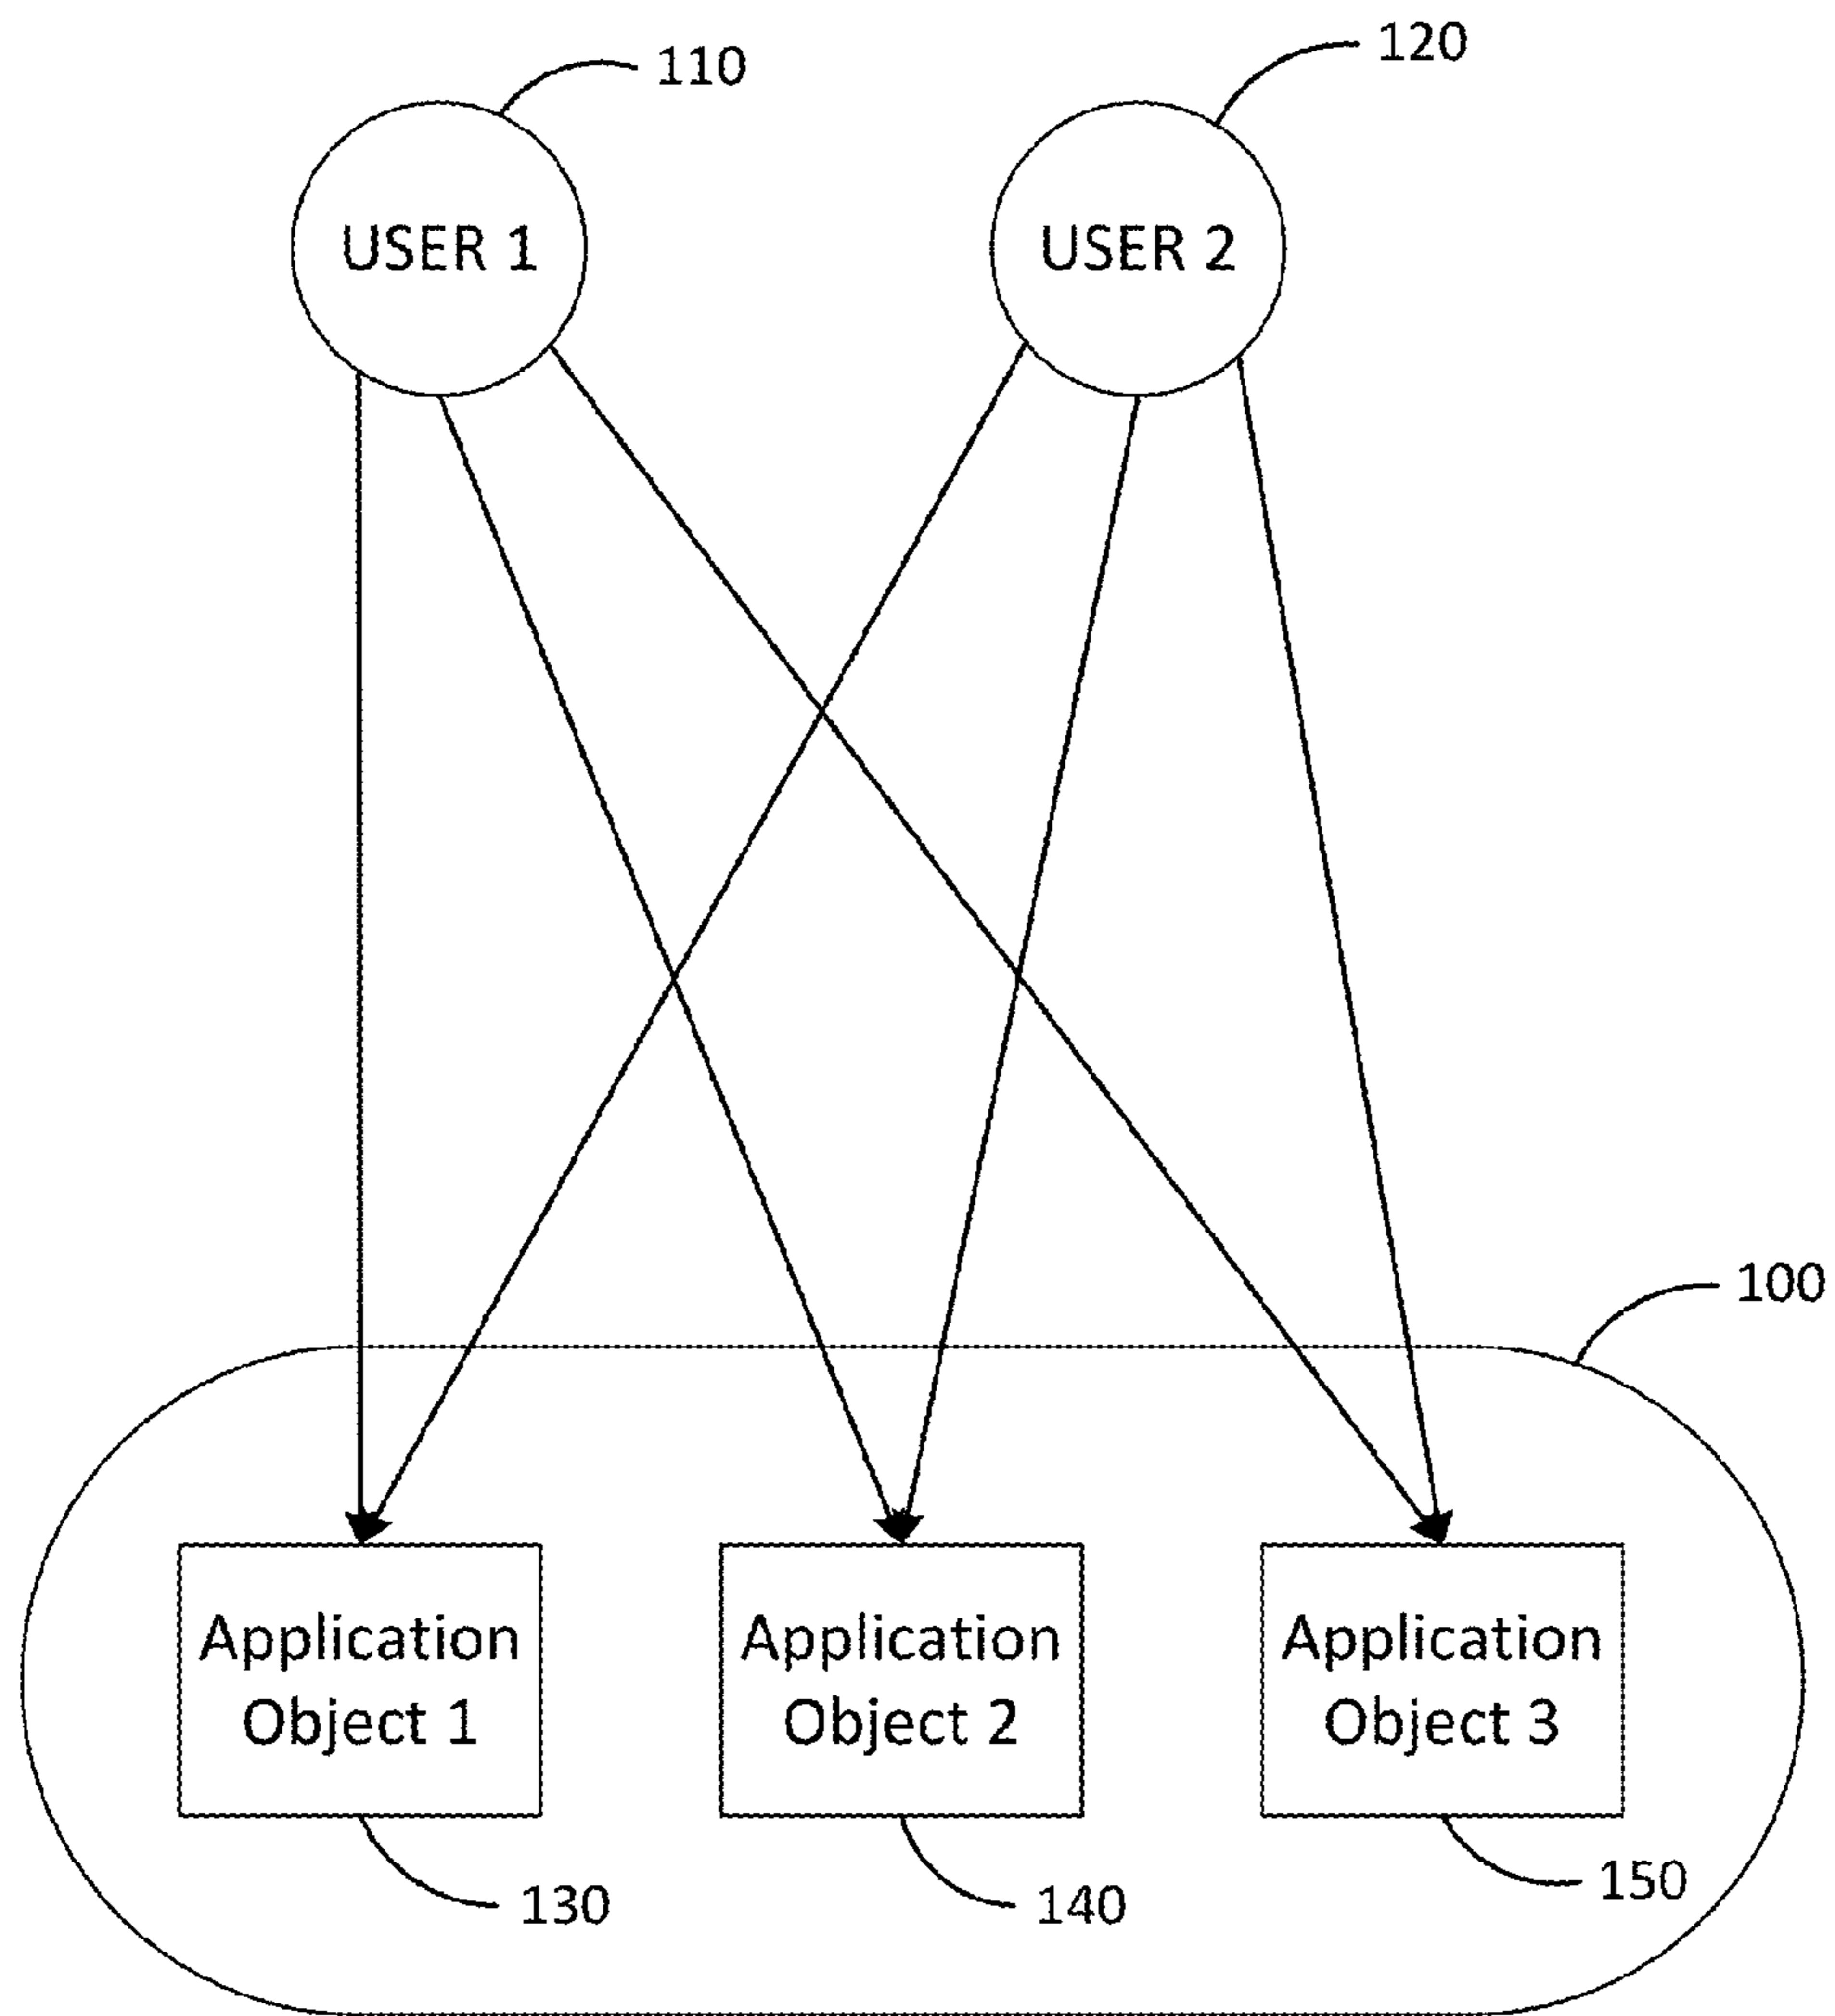 110
120
USER 1
USER 2
100
Application
Object 1
Application
Object 2
Application
Object 3
130
140
150